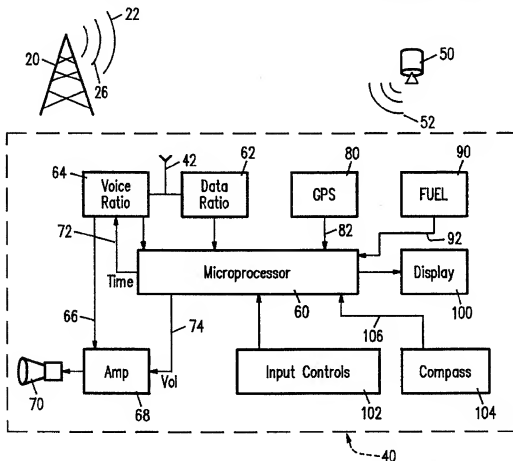 22
20
26
50
52
64
42
62
80
90
Voice
Ratio
Data
Ratio
GPS
FUEL
72
82
92
Time
Microprocessor
Display
60
100
66
74
106
Amp
Vol
Input Controls
Compass
70
68
102
104
40